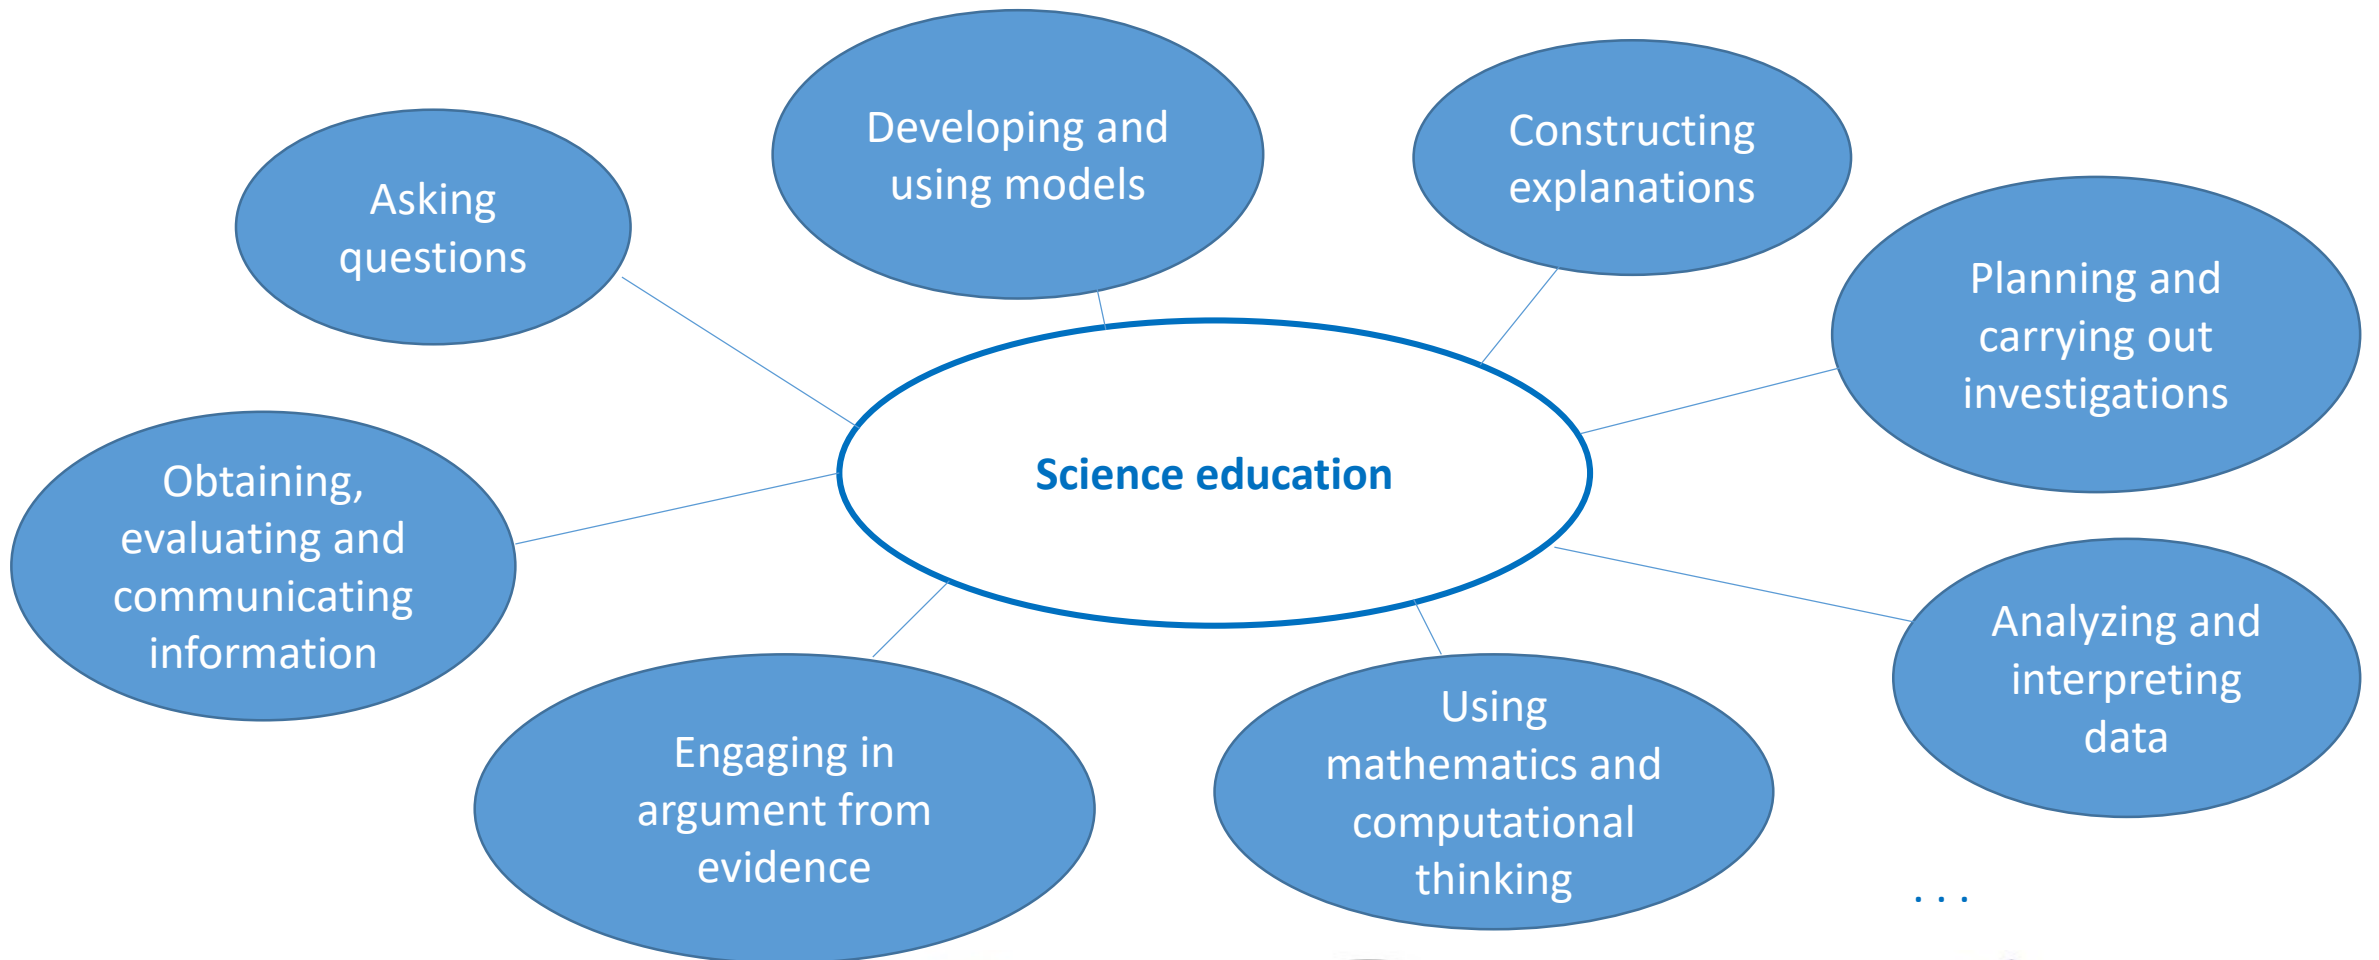 Asking
questions
Developing and
using models
Constructing
explanations
Planning and
carrying out
investigations
Science education
Obtaining,
evaluating and
communicating
information
Engaging in
argument from
evidence
Using
mathematics and
computational
thinking
Analyzing and
interpreting
data
. . .